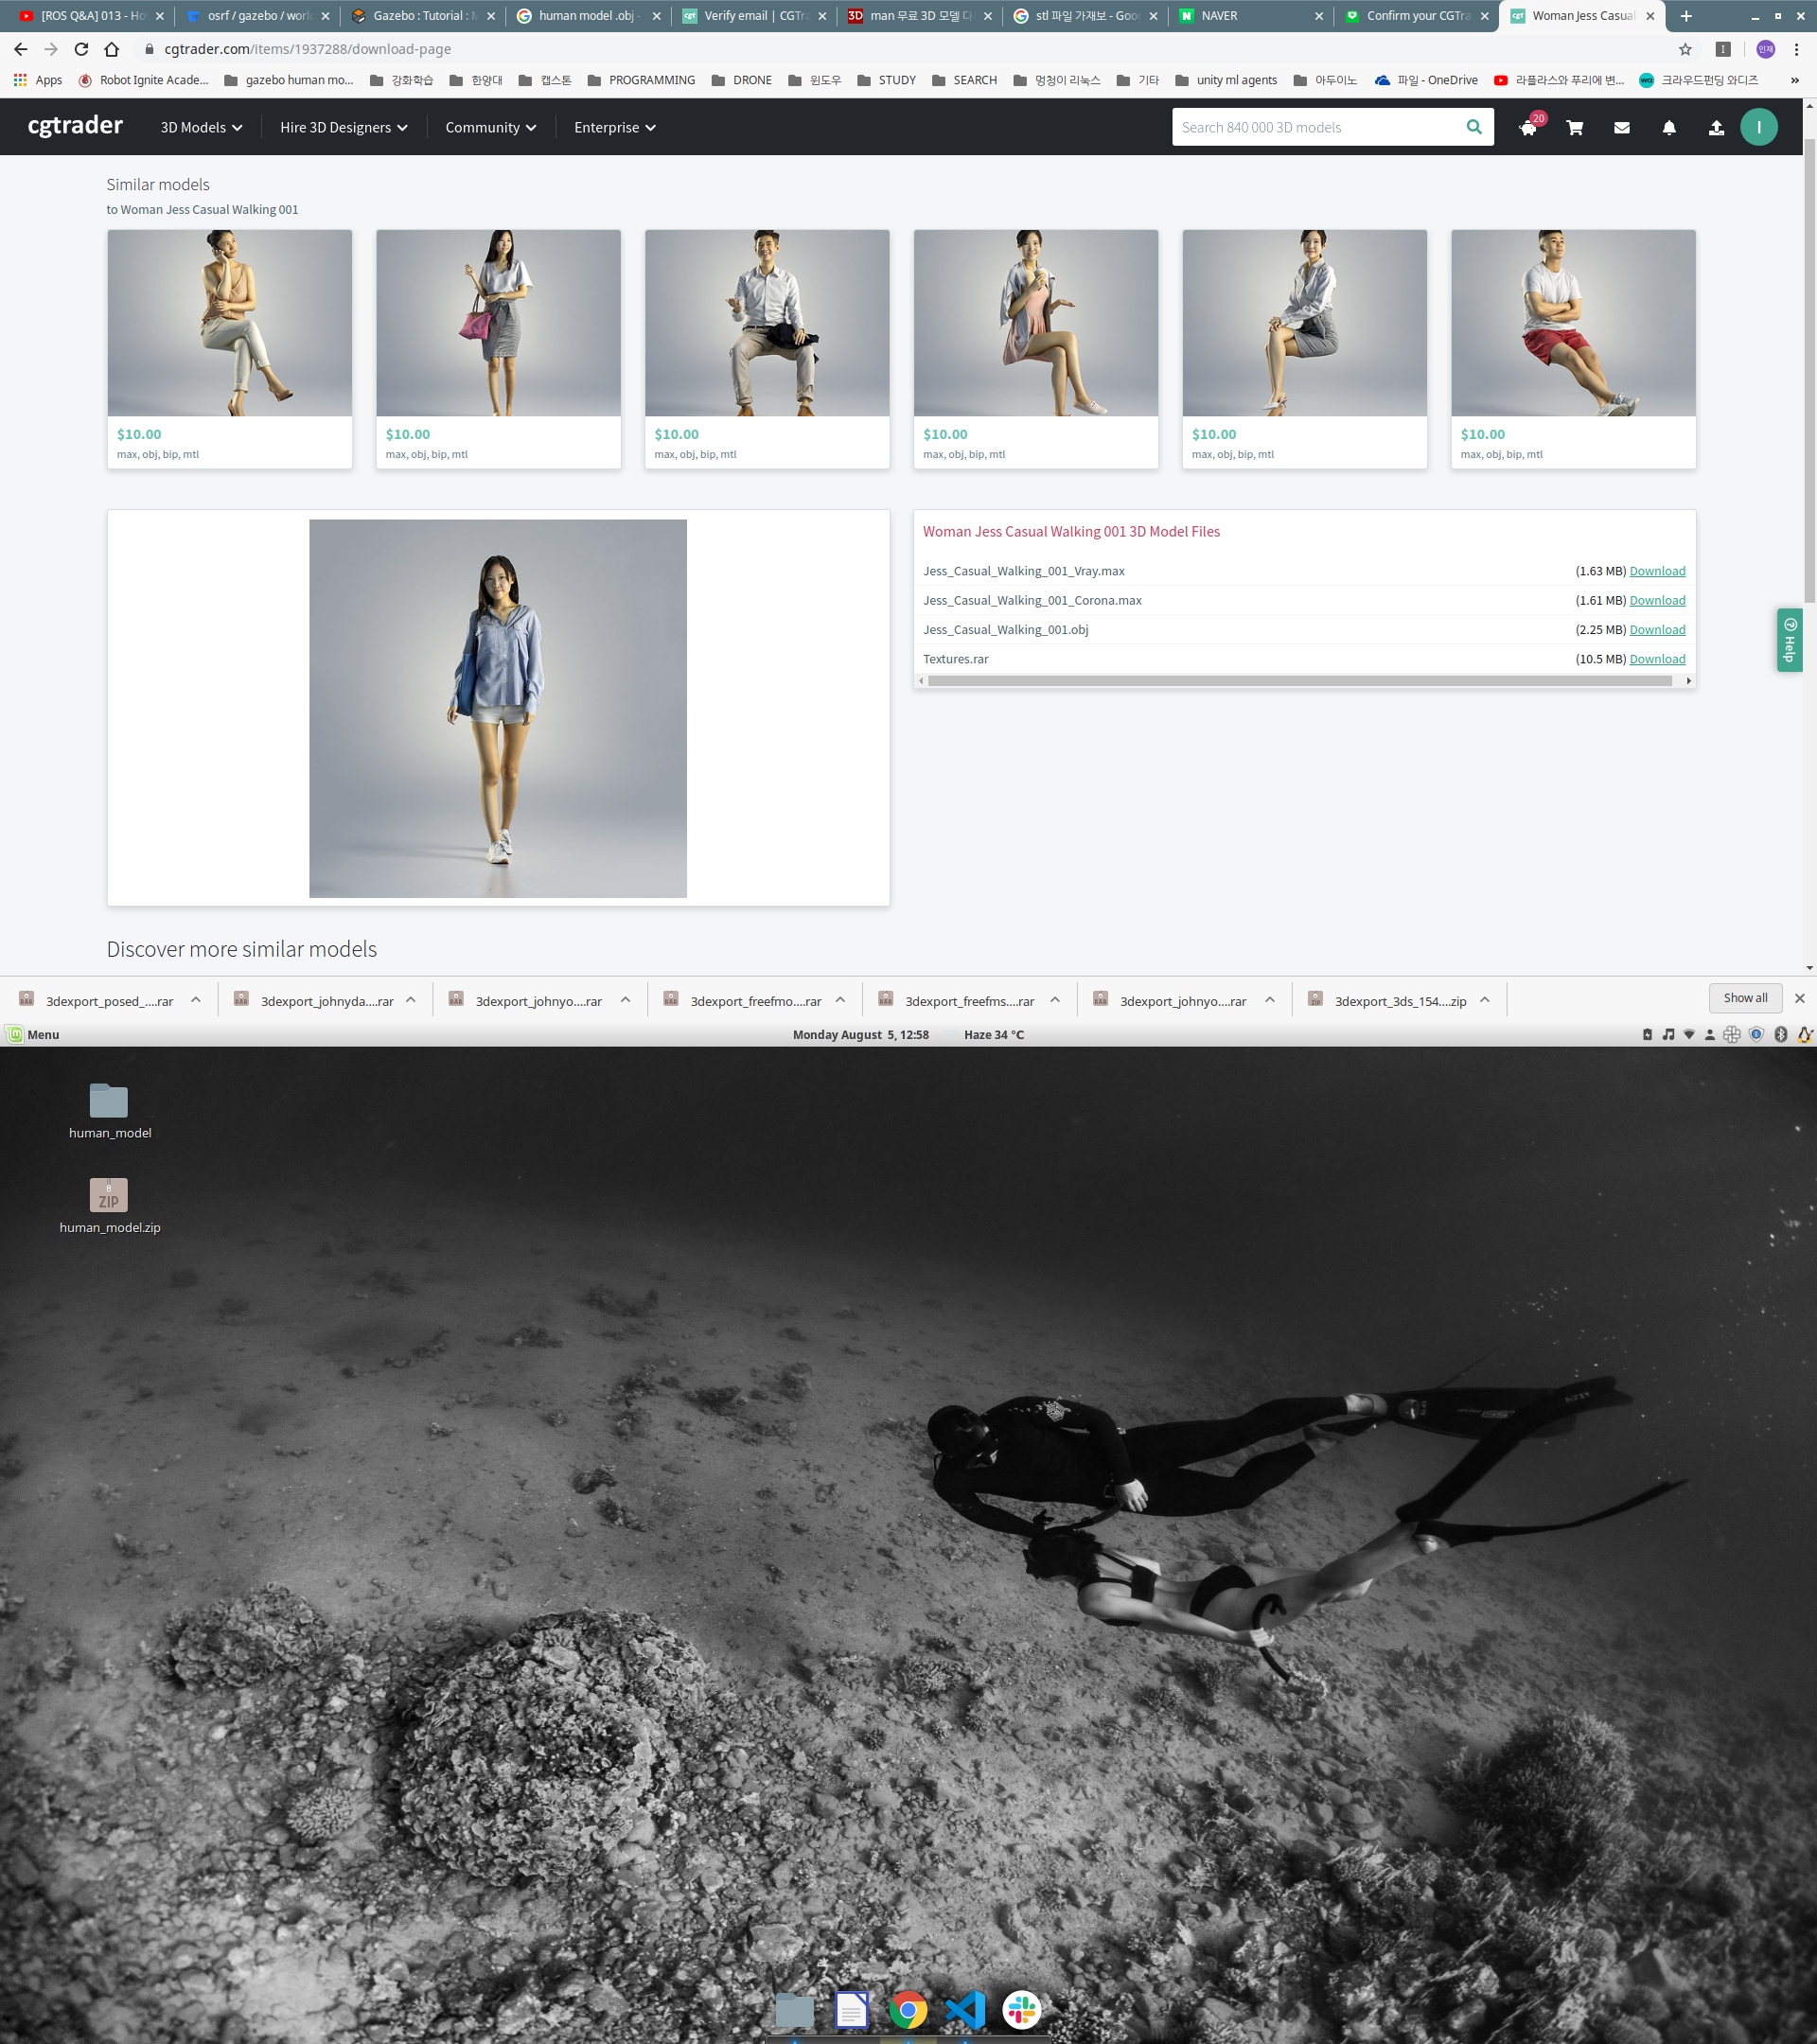 [ROS Q&A] 013 - Ho
osrf / gazebo / worl
Gazebo : Tutorial : M
human model .obj -
Verify email | CGTra
3D man 무료 3D 모델 다
stl 파일 가재보 - Goo
N NAVER
Confirm your CGTra
cgt Woman Jess Casual
cgtrader.com/items/1937288/download-page
인재
Apps
Robot Ignite Acade...
gazebo human mo...
강화학습
한양대
캡스톤
PROGRAMMING
DRONE
윈도우
STUDY
SEARCH
멍청이 리눅스
기타
unity ml agents
아두이노
파일 - OneDrive
라플라스와 푸리에 변...
크라우드펀딩 와디즈
»
cgtrader
3D Models
Hire 3D Designers
Community
Enterprise
Search 840 000 3D models
20
I
Similar models
to Woman Jess Casual Walking 001
$10.00
max, obj, bip, mtl
$10.00
max, obj, bip, mtl
$10.00
max, obj, bip, mtl
$10.00
max, obj, bip, mtl
$10.00
max, obj, bip, mtl
$10.00
max, obj, bip, mtl
Woman Jess Casual Walking 001 3D Model Files
Jess_Casual_Walking_001_Vray.max (1.63 MB) Download
Jess_Casual_Walking_001_Corona.max (1.61 MB) Download
Jess_Casual_Walking_001.obj (2.25 MB) Download
Textures.rar (10.5 MB) Download
Help
Discover more similar models
3dexport_posed_....rar
3dexport_johnyda....rar
3dexport_johnyo....rar
3dexport_freefmo....rar
3dexport_freefms....rar
3dexport_johnyo....rar
3dexport_3ds_154....zip
Show all
Menu
Monday August 5, 12:58
Haze 34 °C
human_model
ZIP
human_model.zip